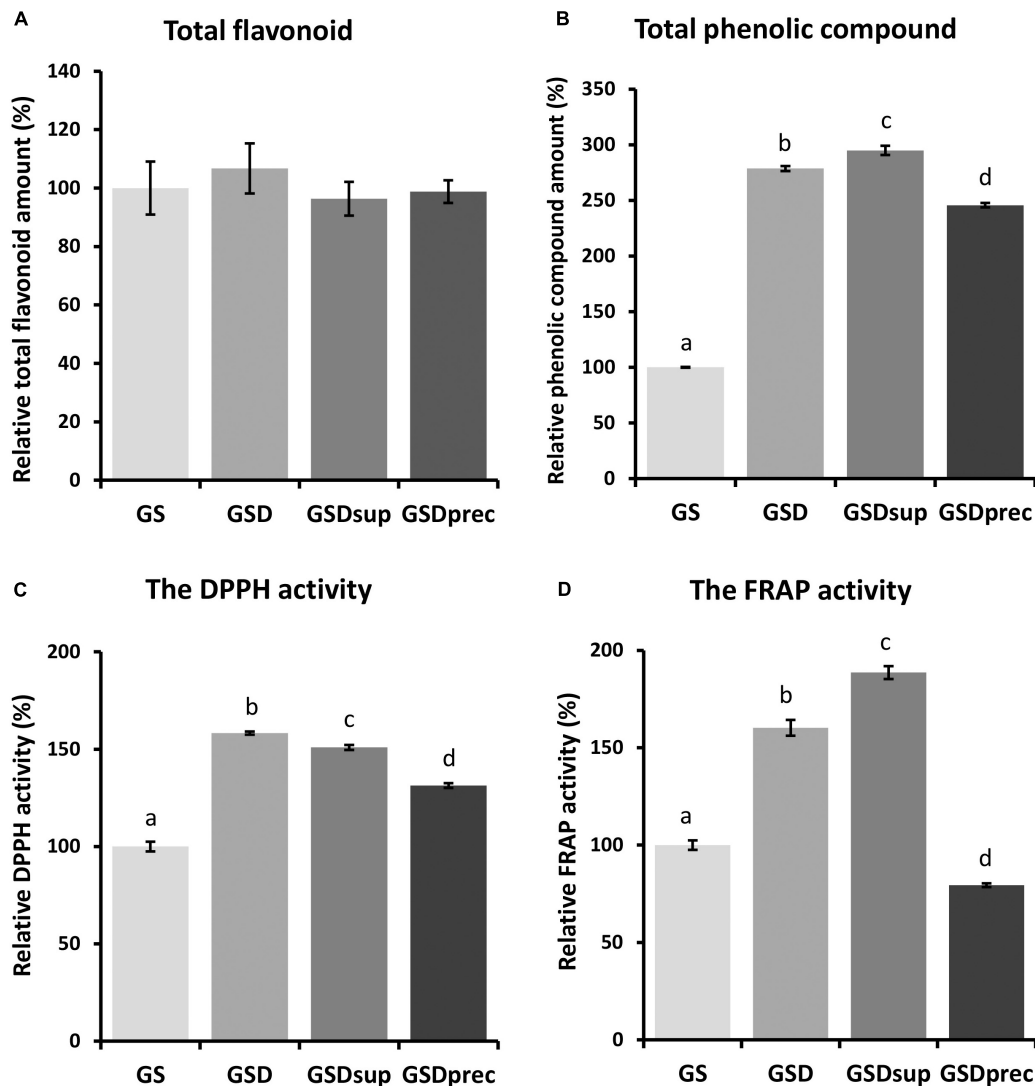 A
Total flavonoid
Relative total flavonoid amount (%)
140
120
100
80
60
40
20
0
GS GSD GSDsup GSDprec
B
Total phenolic compound
Relative phenolic compound amount (%)
350
300
250
200
150
100
50
0
a
b
c
d
GS GSD GSDsup GSDprec
C
The DPPH activity
Relative DPPH activity (%)
200
150
100
50
0
a
b
c
d
GS GSD GSDsup GSDprec
D
The FRAP activity
Relative FRAP activity (%)
200
150
100
50
0
a
b
c
d
GS GSD GSDsup GSDprec